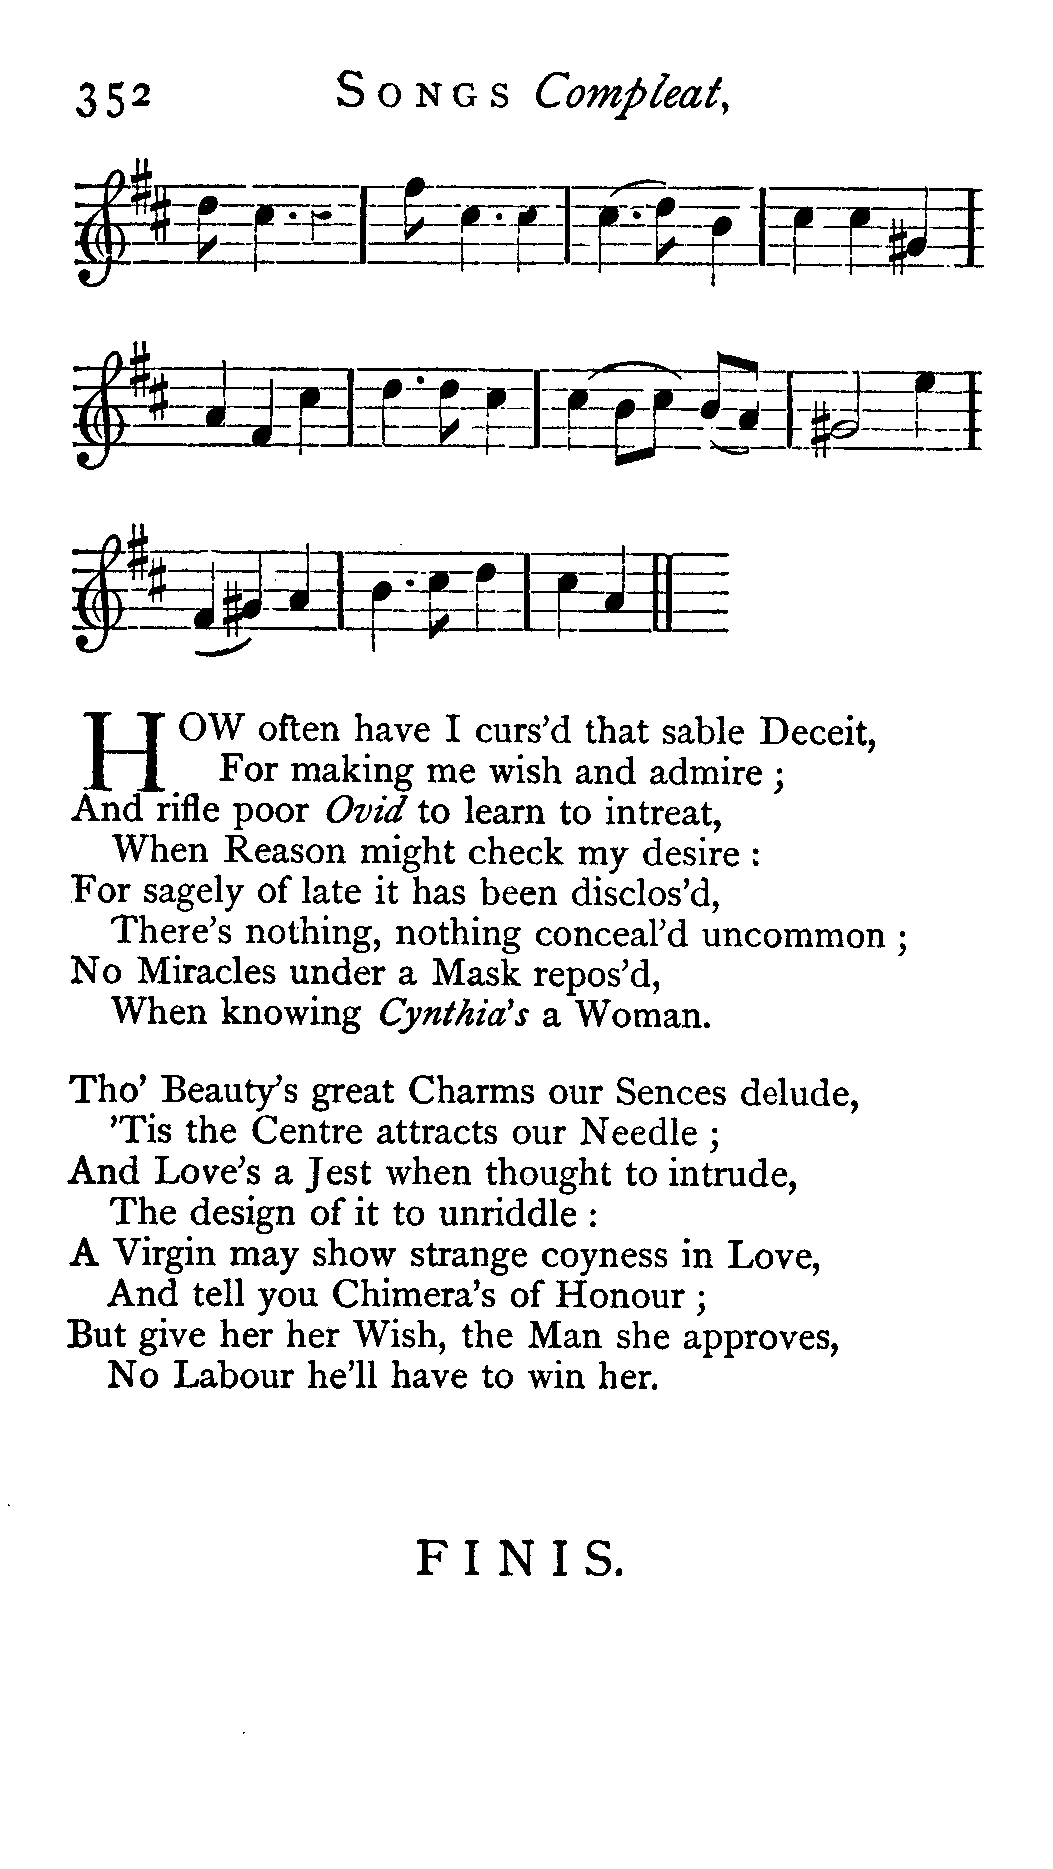 352 SONGS Compleat,
HOW often have I curs'd that sable Deceit,
For making me wish and admire ;
And rifle poor Ovid to learn to intreat,
When Reason might check my desire :
For sagely of late it has been disclos'd,
There's nothing, nothing conceal'd uncommon ;
No Miracles under a Mask repos'd,
When knowing Cynthia's a Woman.
Tho' Beauty's great Charms our Sences delude,
'Tis the Centre attracts our Needle ;
And Love's a Jest when thought to intrude,
The design of it to unriddle :
A Virgin may show strange coyness in Love,
And tell you Chimera's of Honour ;
But give her her Wish, the Man she approves,
No Labour he'll have to win her.
FINIS.